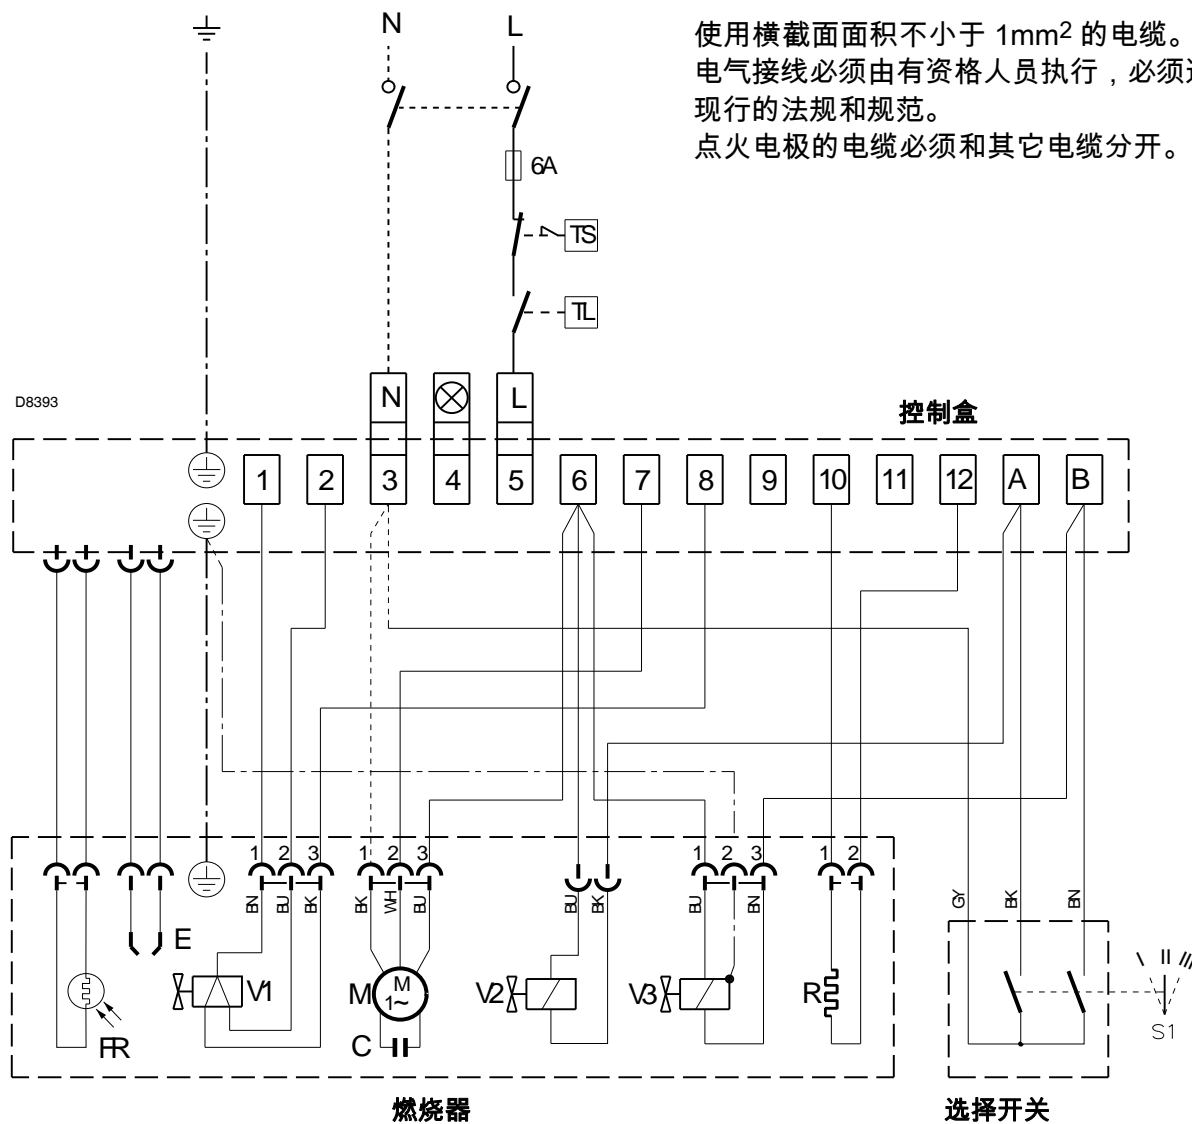 N L
使用横截面面积不小于 1mm² 的电缆。
电气接线必须由有资格人员执行，必须
现行的法规和规范。
点火电极的电缆必须和其它电缆分开。
6A
TS
TL
D8393
N L
控制盒
1 2 3 4 5 6 7 8 9 10 11 12 A B
1 2 3 1 2 3 1 2 3 1 2
BN BU BK BK WH BU BU BK BU BN GY BK BN
E
I II III
V1 M M 1~ V2 V3 R
S1
FR C
燃烧器 选择开关